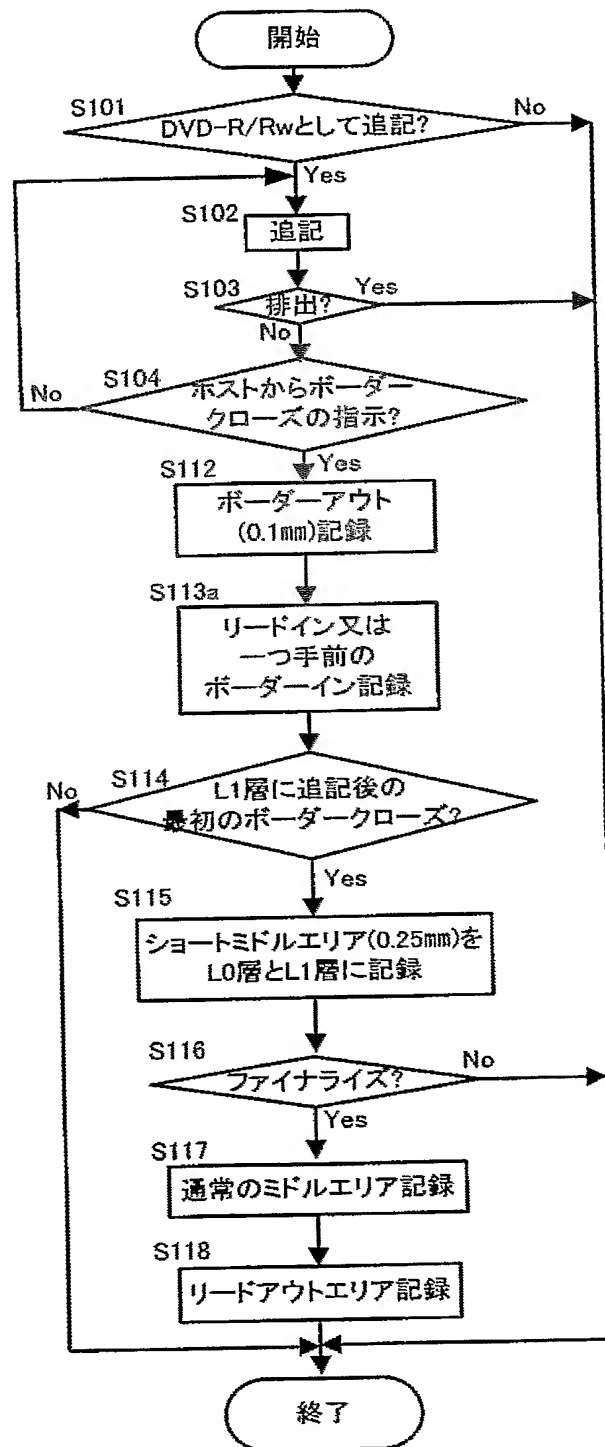 開始
S101
No
DVD-R/RWとして追記?
Yes
S102
追記
S103
Yes
排出?
No
S104
No
ホストからボーダー
クローズの指示?
S112
Yes
ボーダーアウト
(0.1㎜)記録
S113a
リードイン又は
一つ手前の
ボーダーイン記録
No
S114
L1層に追記後の
最初のボーダークローズ?
S115
Yes
ショートミドルエリア(0.25㎜)を
L0層とL1層に記録
S116
No
ファイナライズ?
Yes
S117
通常のミドルエリア記録
S118
リードアウトエリア記録
終了